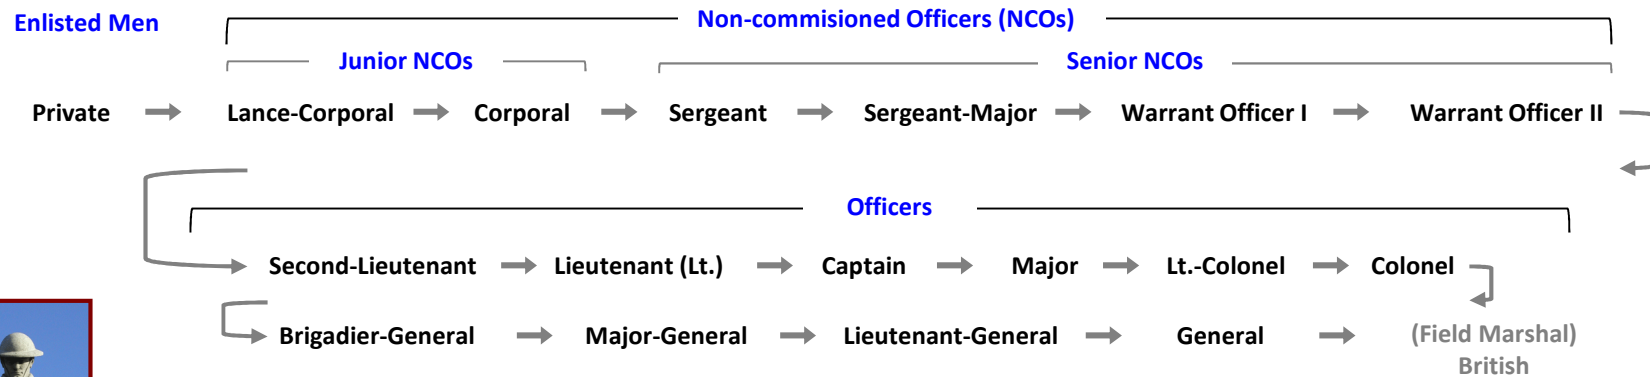 Enlisted Men
Non-commisioned Officers (NCOs)
Junior NCOs
Senior NCOs
Private Lance-Corporal Corporal Sergeant Sergeant-Major Warrant Officer I Warrant Officer II
Officers
Second-Lieutenant Lieutenant (Lt.) Captain Major Lt.-Colonel Colonel
Brigadier-General Major-General Lieutenant-General General (Field Marshal)
British